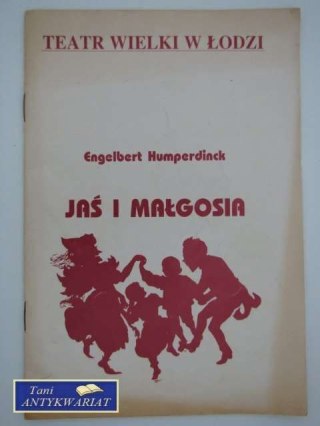 TEATR WIELKI W ŁODZI
Engelbert Humperdinck
JAŚ I MAŁGOSIA
Tani
ANTYKWARIAT